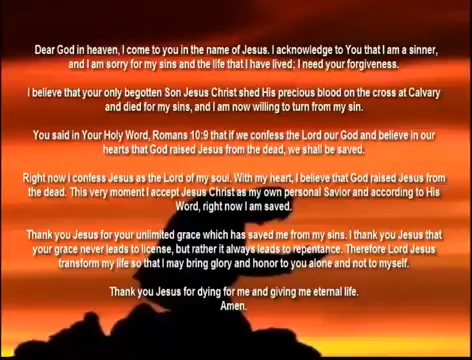 Dear God in heaven, I come to you in the name of Jesus. I acknowledge to You that I am a sinner,
and I am sorry for my sins and the life that I have lived; I need your forgiveness.
I believe that your only begotten Son Jesus Christ shed His precious blood on the cross at Calvary
and died for my sins, and I am now willing to turn from my sin.
You said in Your Holy Word, Romans 10:9 that if we confess the Lord our God and believe in our
hearts that God raised Jesus from the dead, we shall be saved.
Right now I confess Jesus as the Lord of my soul. With my heart, I believe that God raised Jesus from
the dead. This very moment I accept Jesus Christ as my own personal Savior and according to His
Word, right now I am saved.
Thank you Jesus for your unlimited grace which has saved me from my sins. I thank you Jesus that
your grace never leads to license, but rather it always leads to repentance. Therefore Lord Jesus
transform my life so that I may bring glory and honor to you alone and not to myself.
Thank you Jesus for dying for me and giving me eternal life.
Amen.